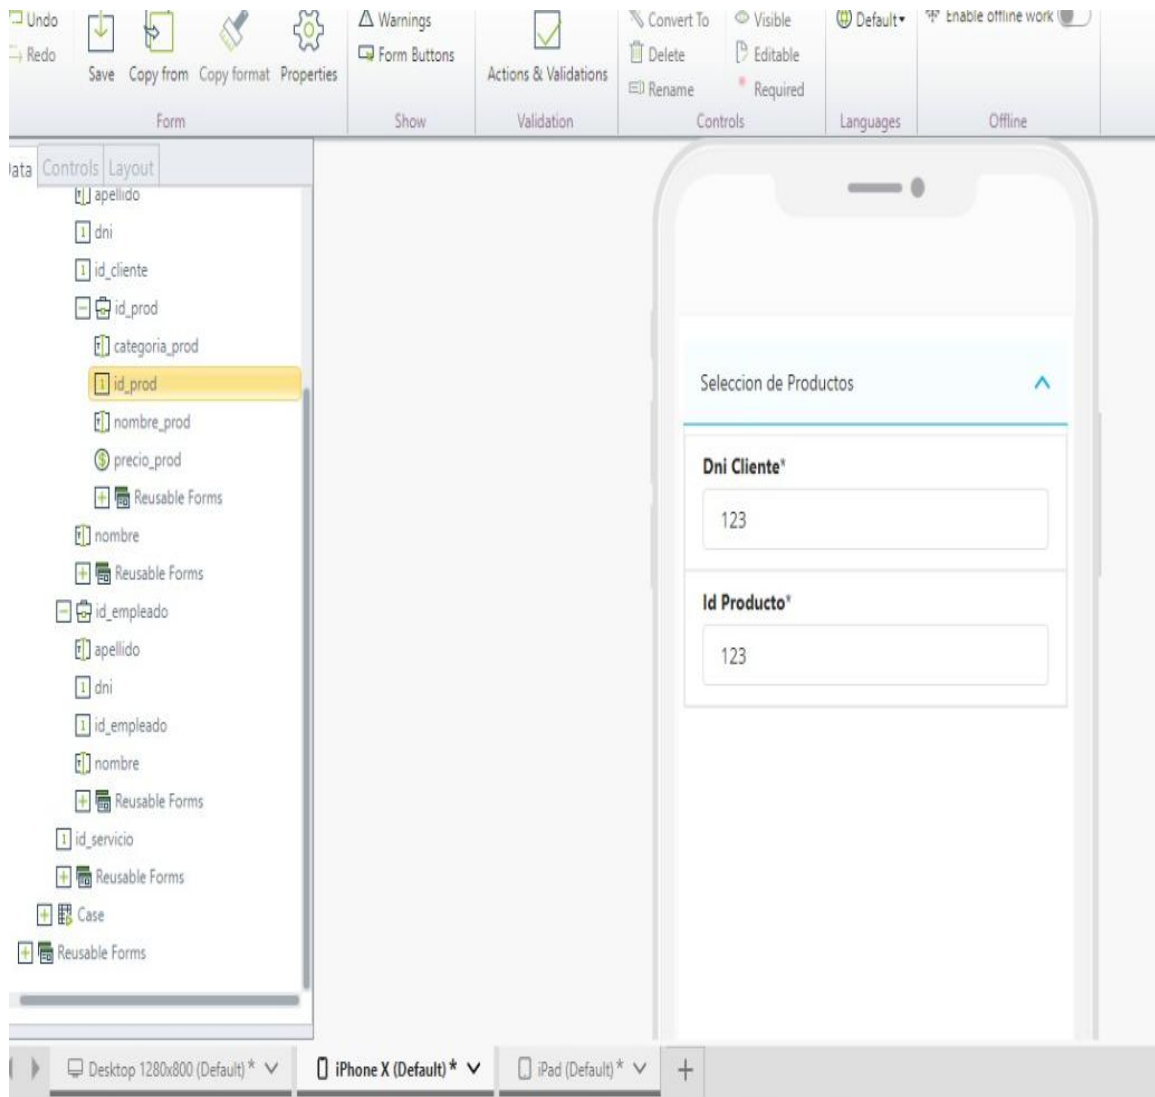 Undo
Redo
Save
Copy from
Copy format
Properties
Form
Warnings
Form Buttons
Show
Actions & Validations
Validation
Convert To
Delete
Rename
Visible
Editable
Required
Controls
Default
Languages
Enable offline work
Offline
Data Controls Layout
apellido
dni
id_cliente
id_prod
categoria_prod
id_prod
nombre_prod
precio_prod
Reusable Forms
nombre
Reusable Forms
id_empleado
apellido
dni
id_empleado
nombre
Reusable Forms
id_servicio
Reusable Forms
Case
Reusable Forms
Seleccion de Productos
Dni Cliente*
123
Id Producto*
123
Desktop 1280x800 (Default) *
iPhone X (Default) *
iPad (Default) *